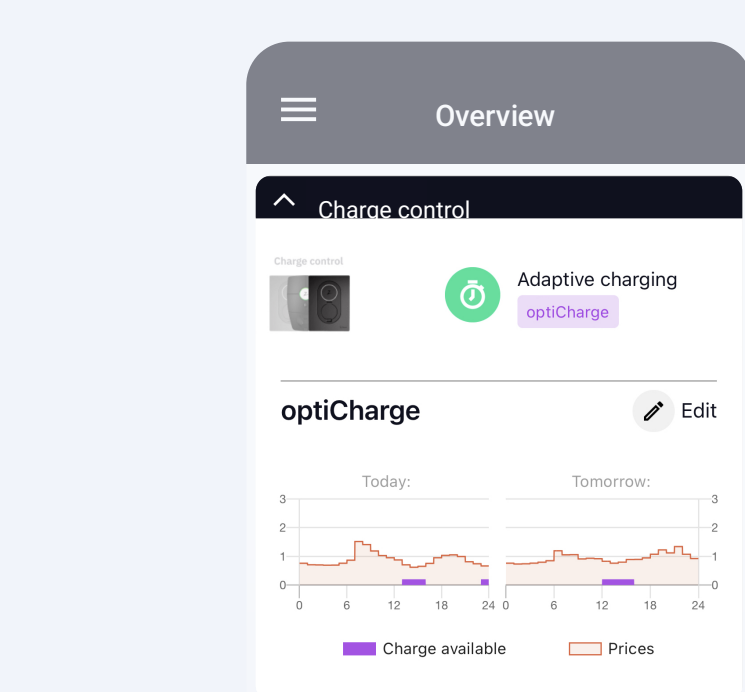 Overview
Charge control
Charge control
Adaptive charging
optiCharge
optiCharge
Edit
Today:
Tomorrow:
3
2
1
0
0 6 12 18 24
3
2
1
0
0 6 12 18 24
Charge available
Prices